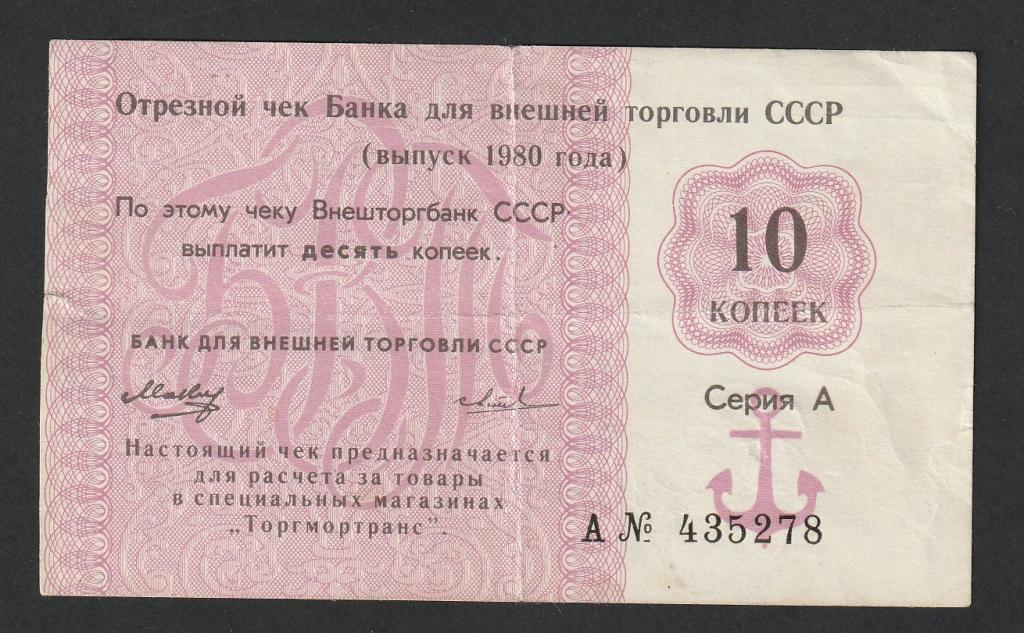 Отрезной чек Банка для внешней торговли СССР
(выпуск 1980 года)
По этому чеку Внешторгбанк СССР
выплатит десять копеек.
БАНК ДЛЯ ВНЕШНЕЙ ТОРГОВЛИ СССР
Настоящий чек предназначается
для расчета за товары
в специальных магазинах
„Торгмортранс".
10
КОПЕЕК
Серия А
А № 435278